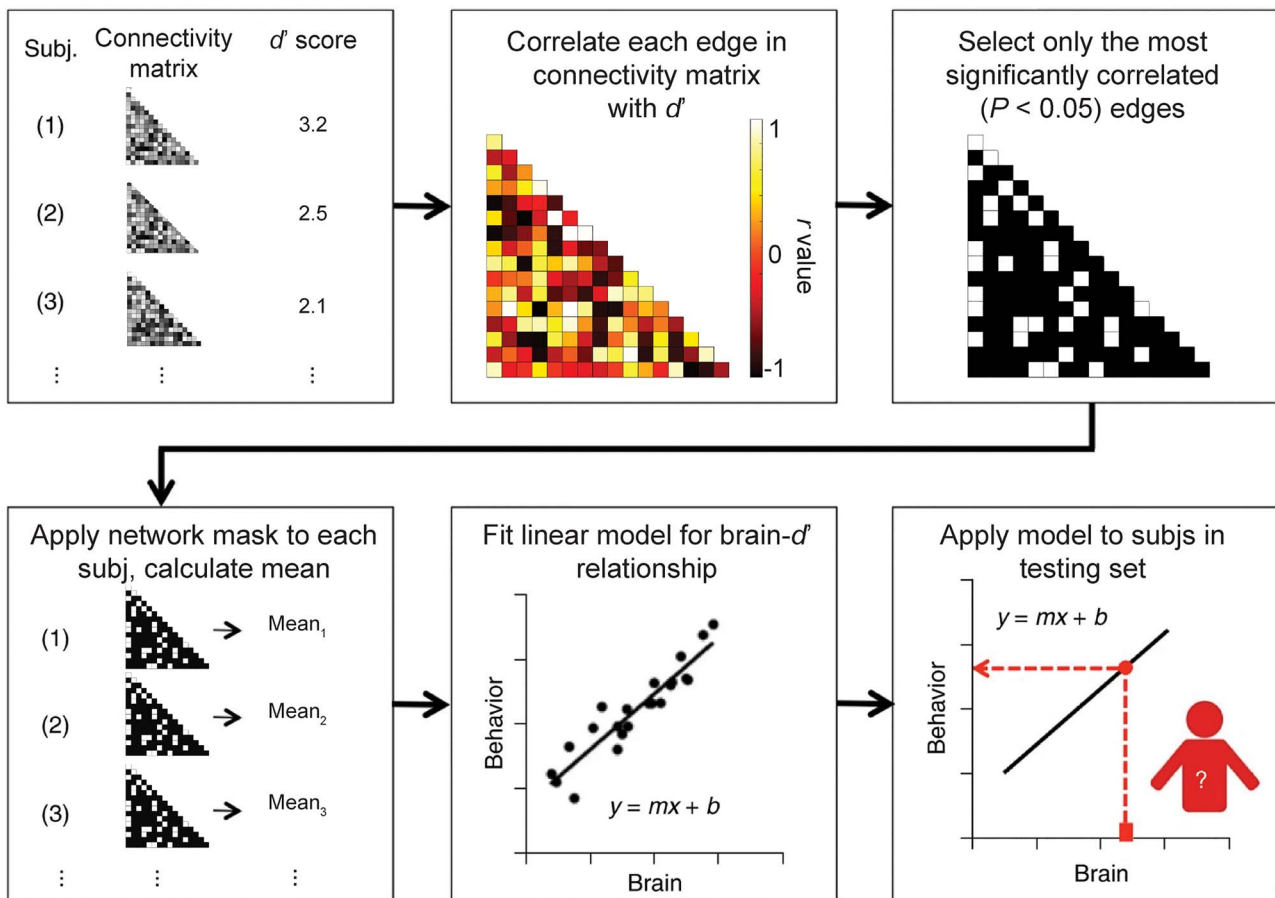 Subj.
Connectivity
matrix
d' score
(1)
3.2
(2)
2.5
(3)
2.1
...
...
...
Correlate each edge in
connectivity matrix
with d'
1
0
-1
r value
Select only the most
significantly correlated
(P < 0.05) edges
Apply network mask to each
subj, calculate mean
(1)
Mean₁
(2)
Mean₂
(3)
Mean₃
...
...
...
Fit linear model for brain-d'
relationship
Behavior
y = mx + b
Brain
Apply model to subjs in
testing set
y = mx + b
Behavior
?
Brain